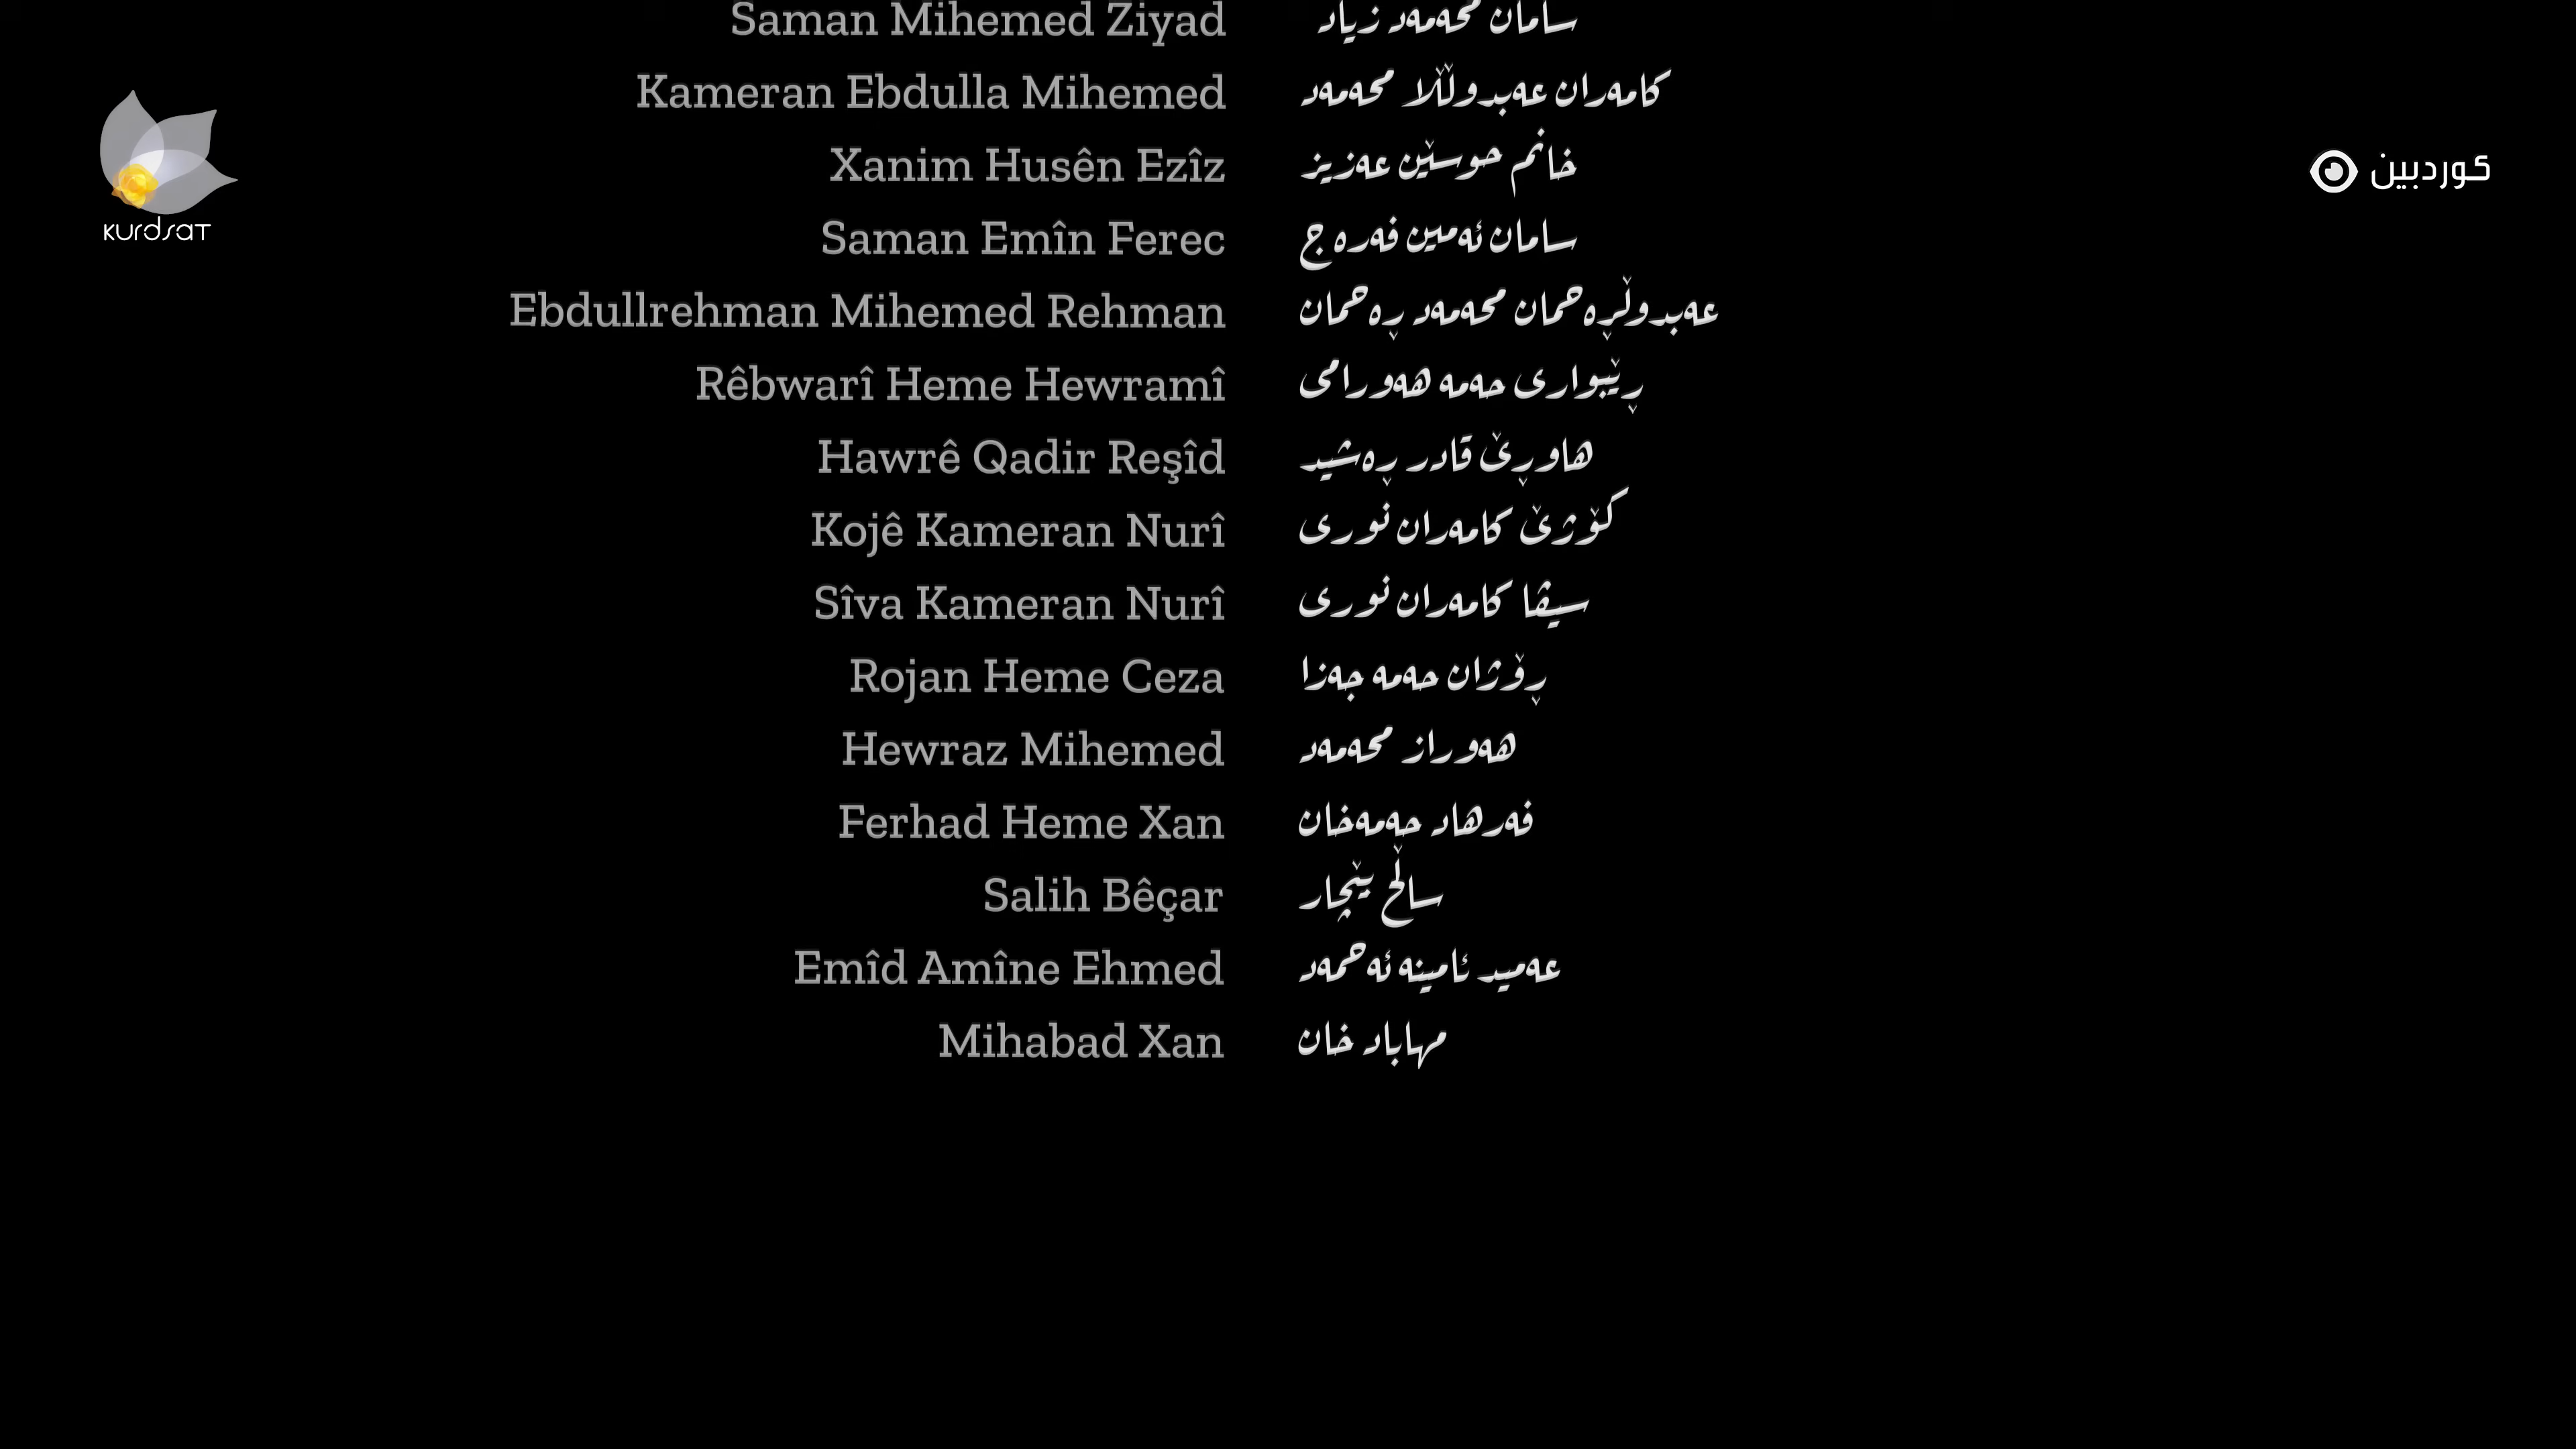 Saman Mihemed Ziyad سامان محەمەد زیاد
Kameran Ebdulla Mihemed کامەران عەبدوڵڵا محەمەد
Xanim Husên Ezîz خانم حوسێن عەزیز
Saman Emîn Ferec سامان ئەمین فەرەج
Ebdullrehman Mihemed Rehman عەبدولڕەحمان محەمەد ڕەحمان
Rêbwarî Heme Hewramî ڕێبواری حەمە هەورامی
Hawrê Qadir Reşîd هاوڕێ قادر ڕەشید
Kojê Kameran Nurî کۆژێ کامەران نوری
Sîva Kameran Nurî سیڤا کامەران نوری
Rojan Heme Ceza ڕۆژان حەمە جەزا
Hewraz Mihemed هەوراز محەمەد
Ferhad Heme Xan فەرهاد حەمەخان
Salih Bêçar ساڵح بێچار
Emîd Amîne Ehmed عەمید ئامینە ئەحمەد
Mihabad Xan مهاباد خان
KURDSAT
کوردبین